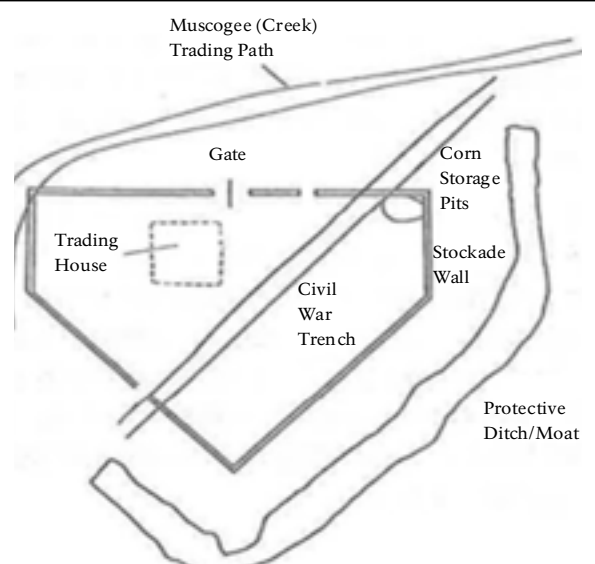 Muscogee (Creek)
Trading Path
Gate
Corn
Storage
Pits
Trading
House
Stockade
Wall
Civil
War
Trench
Protective
Ditch/Moat